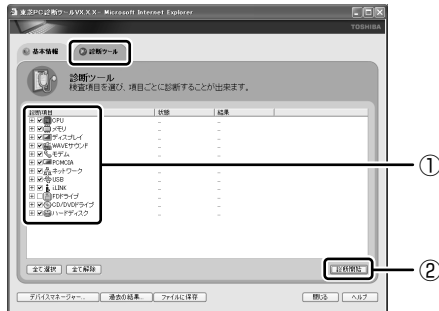 東芝PC診断ツールVX.X.X- Microsoft Internet Explorer
TOSHIBA
基本情報 診断ツール
診断ツール
検査項目を選び、項目ごとに診断することが出来ます。
診断項目 状態 結果
CPU _ _
メモリ _ _
ディスプレイ _ _
WAVEサウンド _ _
モデム _ _
PCMCIA _ _
ネットワーク _ _
USB _ _
i.LINK _ _
FDドライブ _ _
CD/DVDドライブ _ _
ハードディスク _ _
①
②
全て選択 全て解除 診断開始
デバイスマネージャー... 過去の結果... ファイルに保存 閉じる ヘルプ